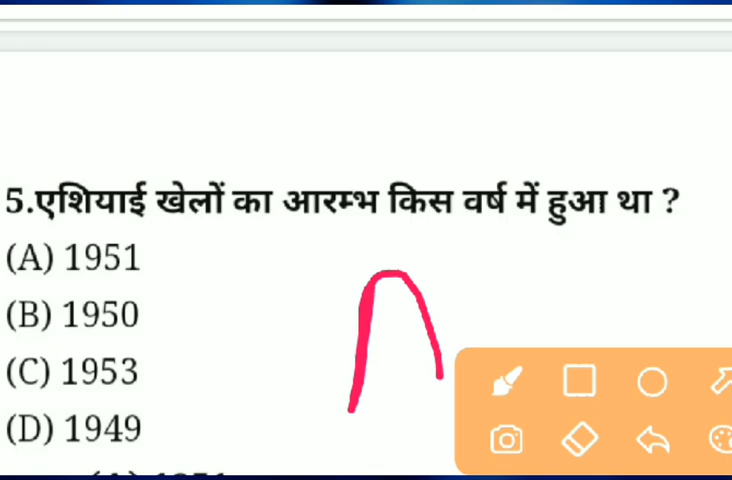 5.एशियाई खेलों का आरम्भ किस वर्ष में हुआ था ?
(A) 1951
(B) 1950
(C) 1953
(D) 1949